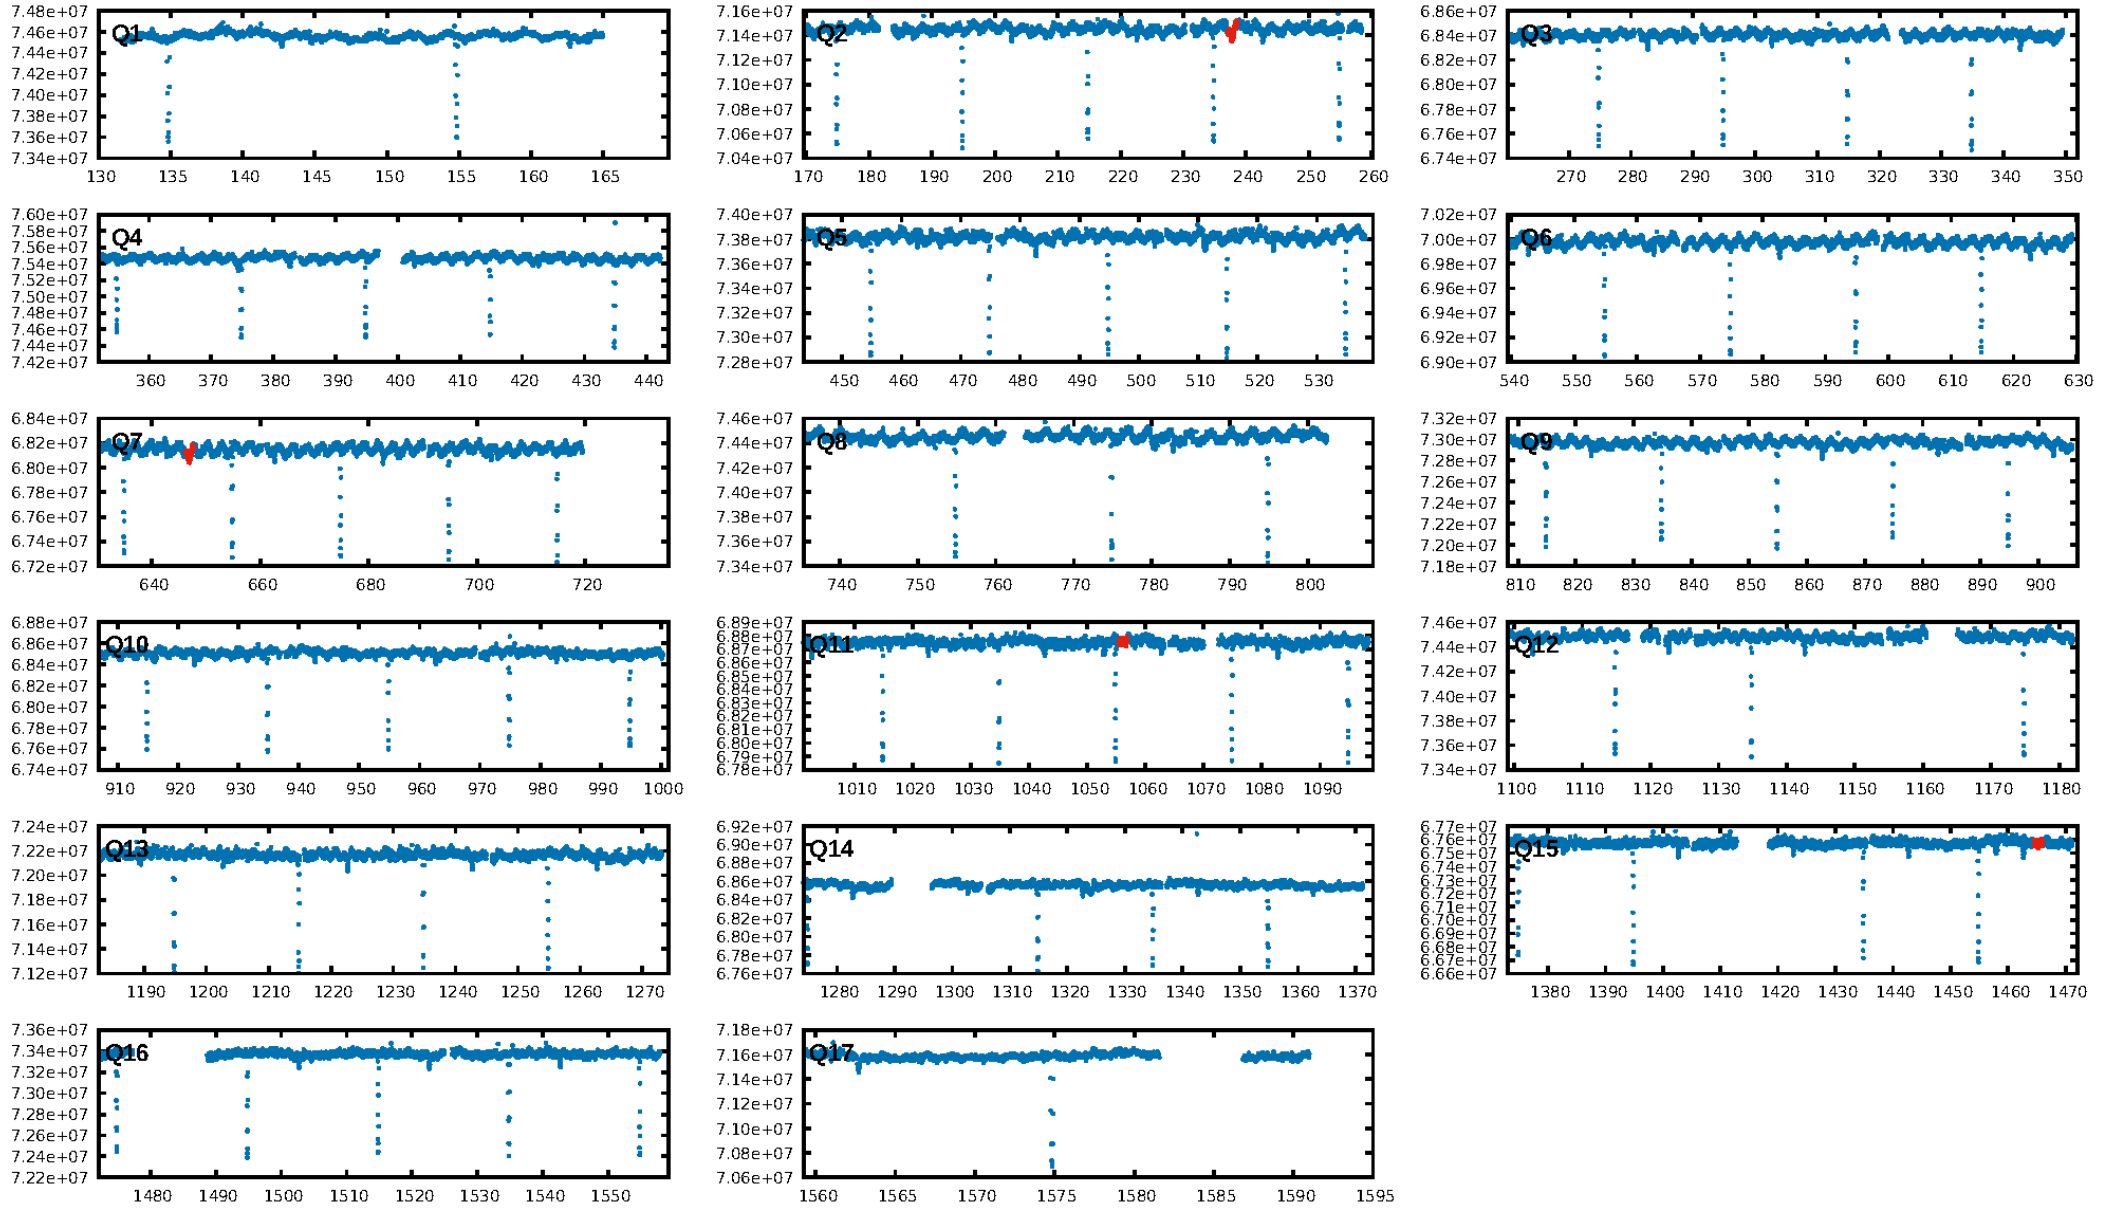 Q1
7.48e+07
7.46e+07
7.44e+07
7.42e+07
7.40e+07
7.38e+07
7.36e+07
7.34e+07
130 135 140 145 150 155 160 165
Q2
7.16e+07
7.14e+07
7.12e+07
7.10e+07
7.08e+07
7.06e+07
7.04e+07
170 180 190 200 210 220 230 240 250 260
Q3
6.86e+07
6.84e+07
6.82e+07
6.80e+07
6.78e+07
6.76e+07
6.74e+07
270 280 290 300 310 320 330 340 350
Q4
7.60e+07
7.58e+07
7.56e+07
7.54e+07
7.52e+07
7.50e+07
7.48e+07
7.46e+07
7.44e+07
7.42e+07
360 370 380 390 400 410 420 430 440
Q5
7.40e+07
7.38e+07
7.36e+07
7.34e+07
7.32e+07
7.30e+07
7.28e+07
450 460 470 480 490 500 510 520 530
Q6
7.02e+07
7.00e+07
6.98e+07
6.96e+07
6.94e+07
6.92e+07
6.90e+07
540 550 560 570 580 590 600 610 620 630
Q7
6.84e+07
6.82e+07
6.80e+07
6.78e+07
6.76e+07
6.74e+07
6.72e+07
640 660 680 700 720
Q8
7.46e+07
7.44e+07
7.42e+07
7.40e+07
7.38e+07
7.36e+07
7.34e+07
740 750 760 770 780 790 800
Q9
7.32e+07
7.30e+07
7.28e+07
7.26e+07
7.24e+07
7.22e+07
7.20e+07
7.18e+07
810 820 830 840 850 860 870 880 890 900
Q10
6.88e+07
6.86e+07
6.84e+07
6.82e+07
6.80e+07
6.78e+07
6.76e+07
6.74e+07
910 920 930 940 950 960 970 980 990 1000
Q11
6.89e+07
6.88e+07
6.87e+07
6.86e+07
6.85e+07
6.84e+07
6.83e+07
6.82e+07
6.81e+07
6.80e+07
6.79e+07
6.78e+07
1010 1020 1030 1040 1050 1060 1070 1080 1090
Q12
7.46e+07
7.44e+07
7.42e+07
7.40e+07
7.38e+07
7.36e+07
7.34e+07
1100 1110 1120 1130 1140 1150 1160 1170 1180
Q13
7.24e+07
7.22e+07
7.20e+07
7.18e+07
7.16e+07
7.14e+07
7.12e+07
1190 1200 1210 1220 1230 1240 1250 1260 1270
Q14
6.92e+07
6.90e+07
6.88e+07
6.86e+07
6.84e+07
6.82e+07
6.80e+07
6.78e+07
6.76e+07
1280 1290 1300 1310 1320 1330 1340 1350 1360 1370
Q15
6.77e+07
6.76e+07
6.75e+07
6.74e+07
6.73e+07
6.72e+07
6.71e+07
6.70e+07
6.69e+07
6.68e+07
6.67e+07
6.66e+07
1380 1390 1400 1410 1420 1430 1440 1450 1460 1470
Q16
7.36e+07
7.34e+07
7.32e+07
7.30e+07
7.28e+07
7.26e+07
7.24e+07
7.22e+07
1480 1490 1500 1510 1520 1530 1540 1550
Q17
7.18e+07
7.16e+07
7.14e+07
7.12e+07
7.10e+07
7.08e+07
7.06e+07
1560 1565 1570 1575 1580 1585 1590 1595